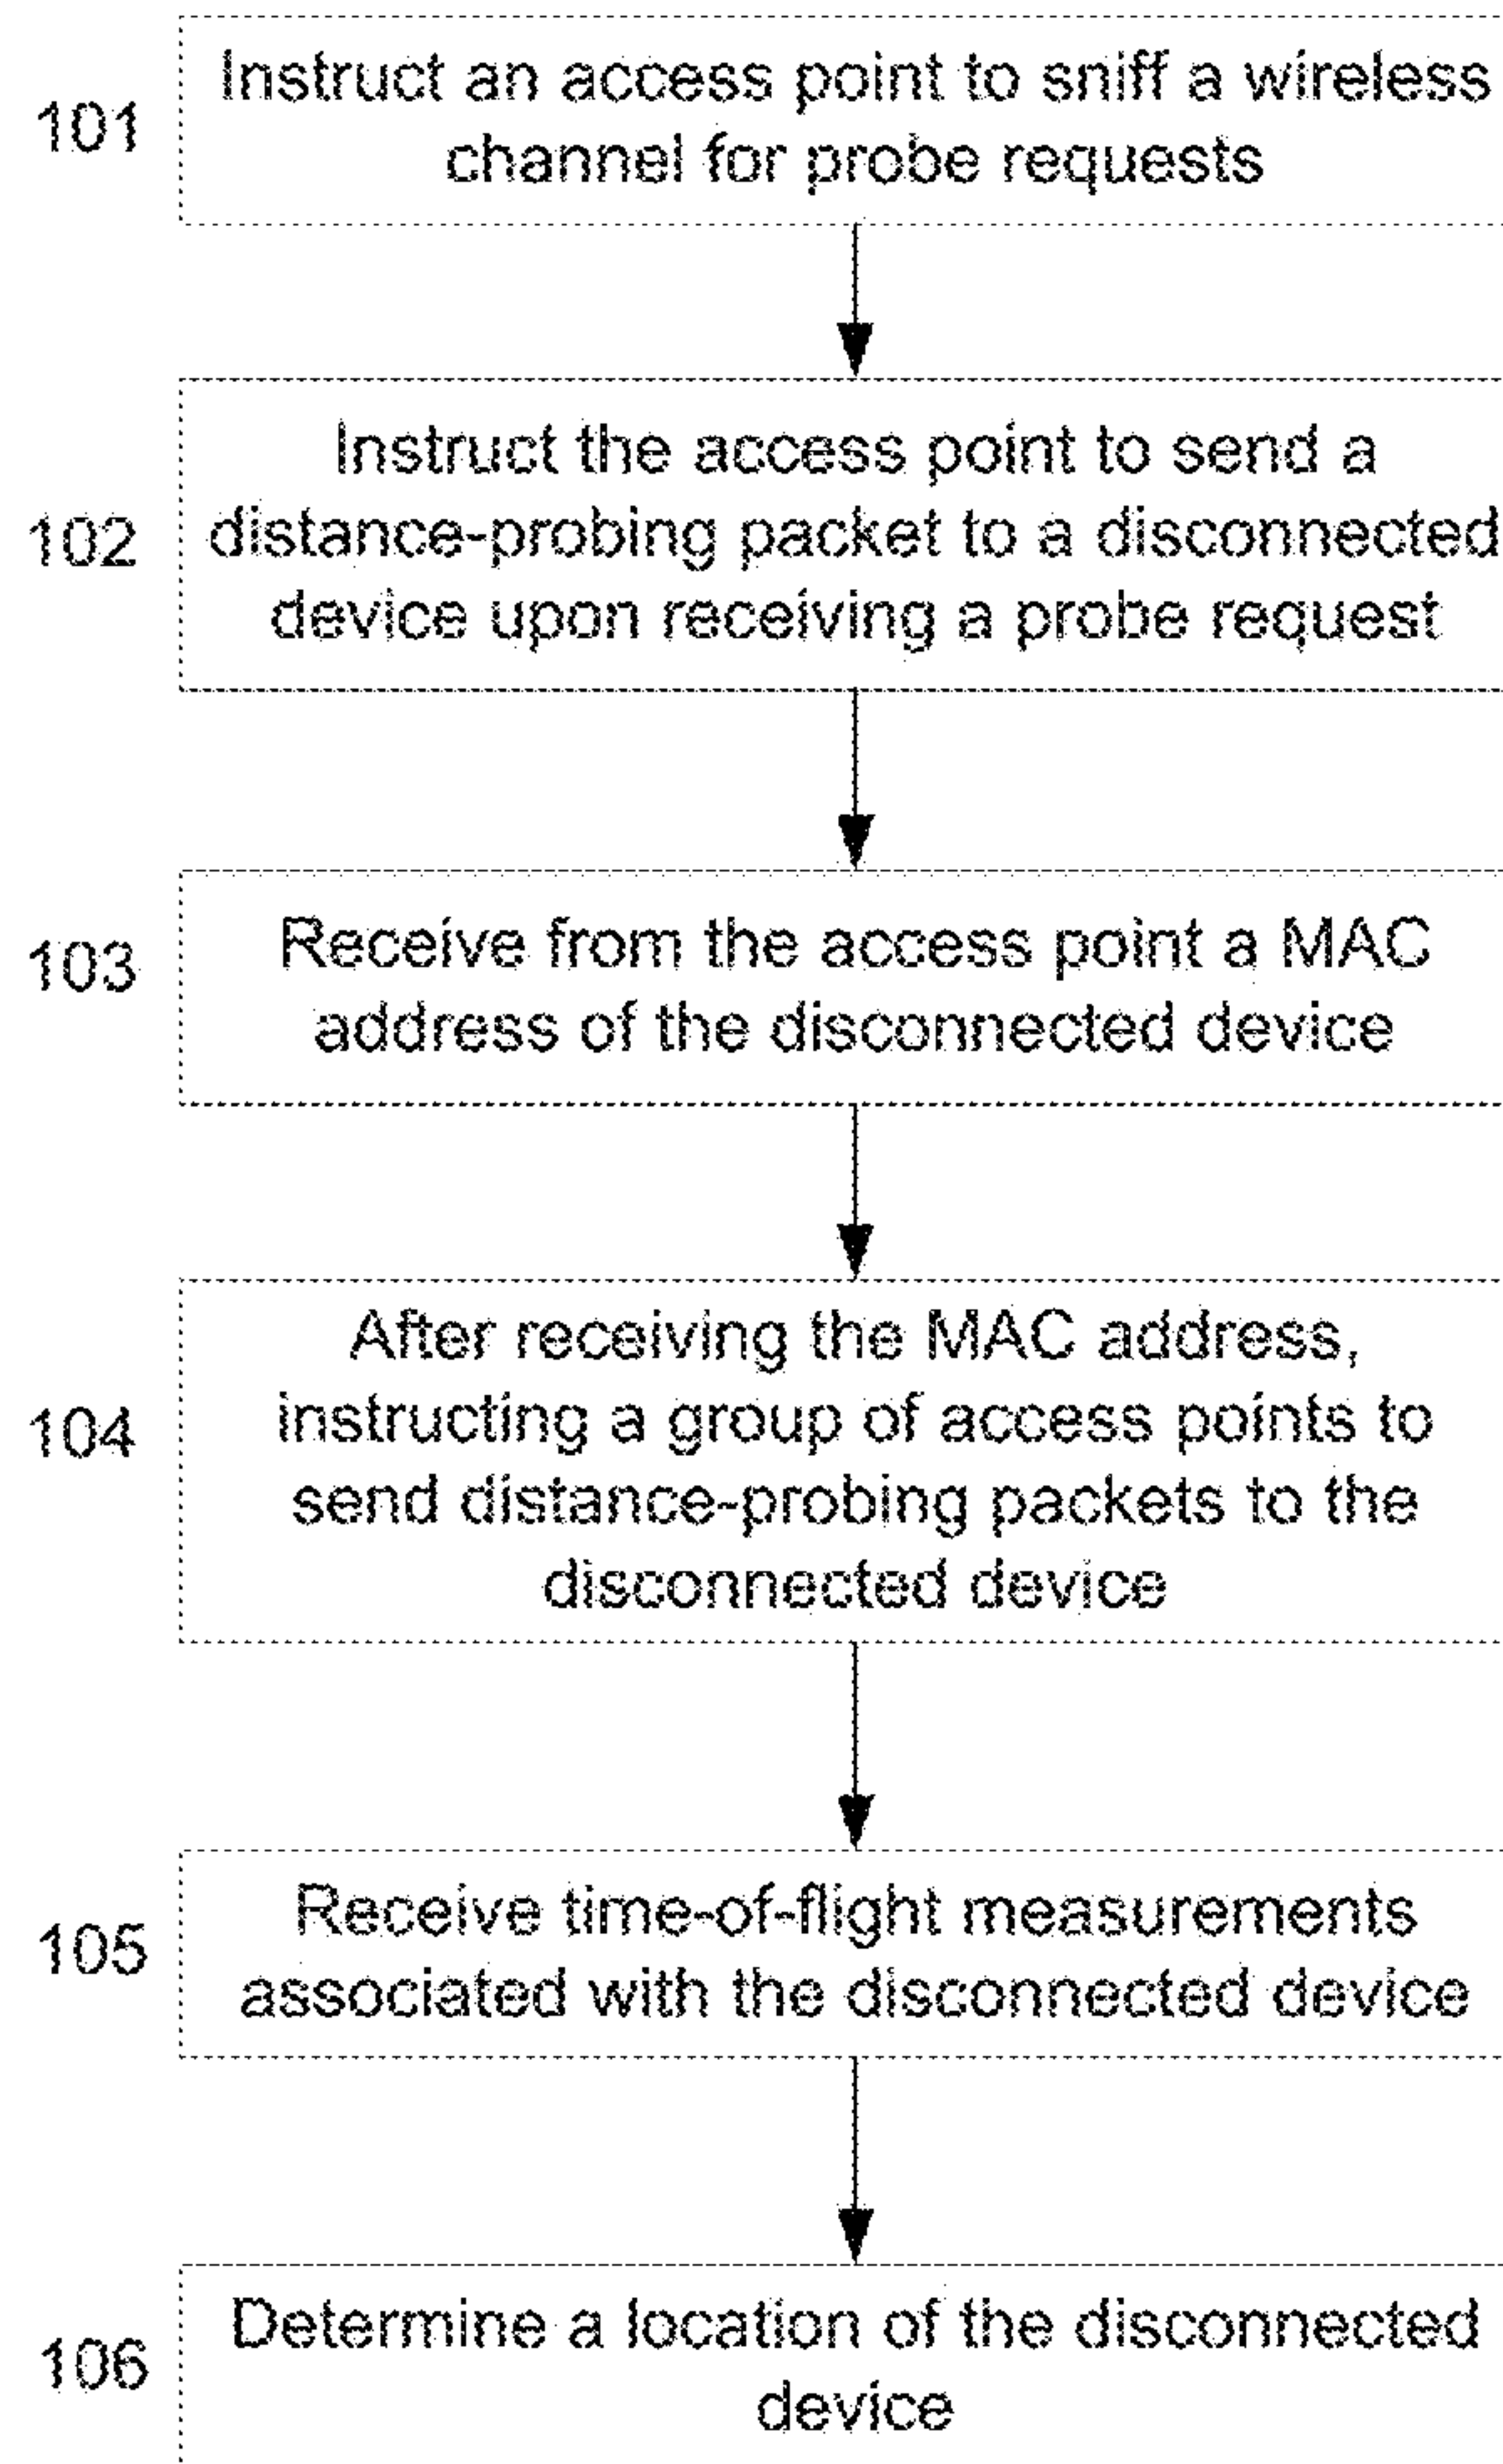 Instruct an access point to sniff a wireless
101
channel for probe requests
Instruct the access point to send a
102
distance-probing packet to a disconnected
device upon receiving a probe request
103
Receive from the access point a MAC
address of the disconnected device
After receiving the MAC address,
104
instructing a group of access points to
send distance-probing packets to the
disconnected device
105
Receive time-of-flight measurements
associated with the disconnected device
106
Determine a location of the disconnected
device